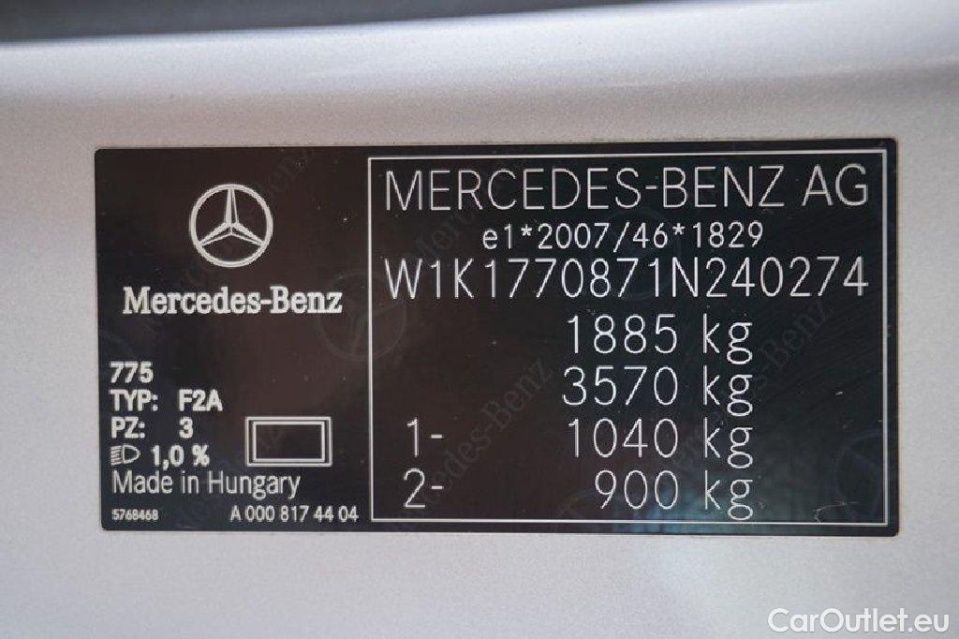 Mercedes-Benz
775
TYP: F2A
PZ: 3
1,0 %
Made in Hungary
5768468
A 000 817 44 04
MERCEDES-BENZ AG
e1*2007/46*1829
W1K1770871N240274
1885 kg
3570 kg
1- 1040 kg
2- 900 kg
CarOutlet.eu